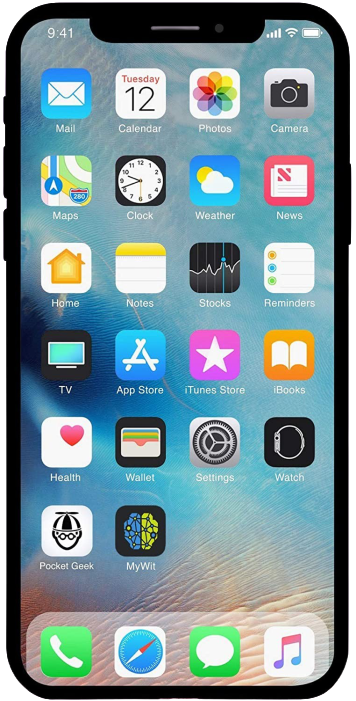 9:41
Tuesday
12
Mail
Calendar
Photos
Camera
280
Maps
Clock
Weather
News
Home
Notes
Stocks
Reminders
TV
App Store
iTunes Store
iBooks
Health
Wallet
Settings
Watch
Pocket Geek
MyWit